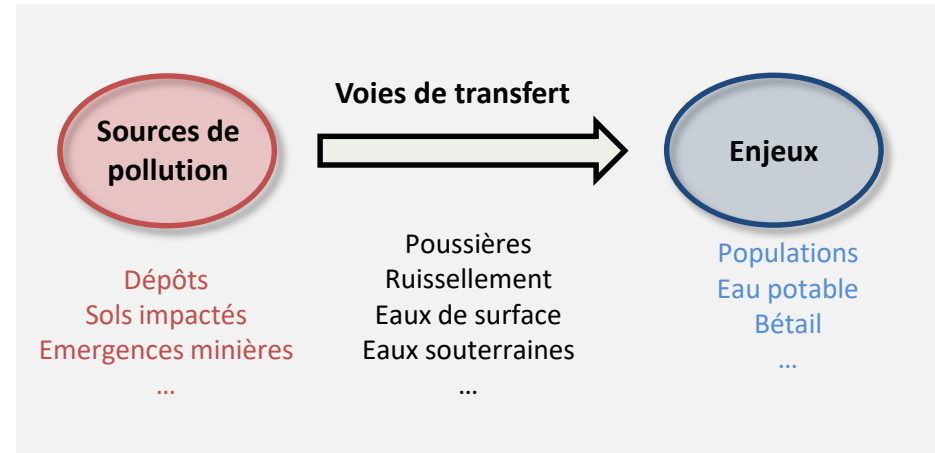 Sources de
pollution
Voies de transfert
Enjeux
Dépôts
Sols impactés
Emergences minières
...
Poussières
Ruissellement
Eaux de surface
Eaux souterraines
...
Populations
Eau potable
Bétail
...